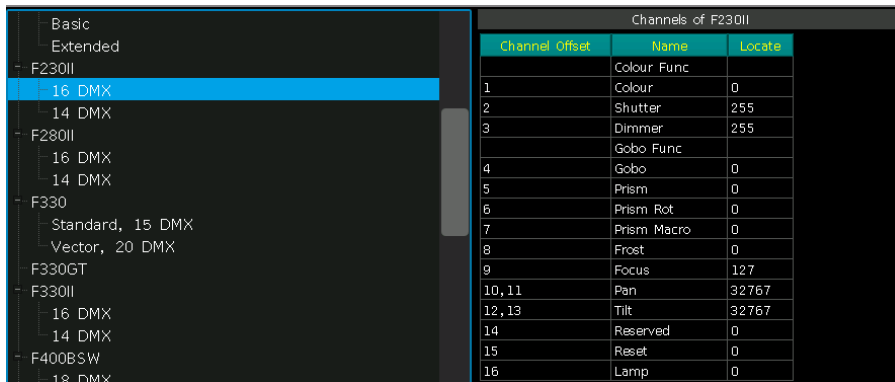 Basic
Extended
F230II
16 DMX
14 DMX
F280II
16 DMX
14 DMX
F330
Standard, 15 DMX
Vector, 20 DMX
F330GT
F330II
16 DMX
14 DMX
F400BSW
18 DMX
Channels of F230II
Channel Offset Name Locate
Colour Func
1 Colour 0
2 Shutter 255
3 Dimmer 255
Gobo Func
4 Gobo 0
5 Prism 0
6 Prism Rot 0
7 Prism Macro 0
8 Frost 0
9 Focus 127
10,11 Pan 32767
12,13 Tilt 32767
14 Reserved 0
15 Reset 0
16 Lamp 0